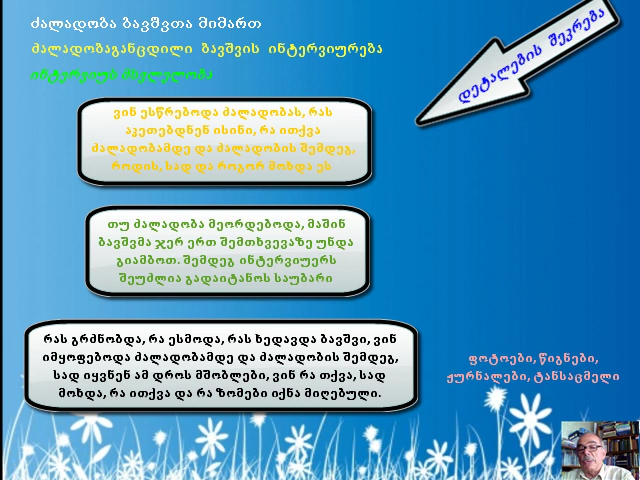 ძალადობა ბავშვთა მიმართ
ძალადობაგანცდილი ბავშვის ინტერვიურება
ინტერვიუს მსვლელობა
დეტალების შეკრება
ვინ ესწრებოდა ძალადობას, რას
აკეთებდნენ ისინი, რა ითქვა
ძალადობამდე და ძალადობის შემდეგ,
როდის, სად და როგორ მოხდა ეს
თუ ძალადობა მეორდებოდა, მაშინ
ბავშვმა ჯერ ერთ შემთხვევაზე უნდა
გიამბოთ. შემდეგ ინტერვიუერს
შეუძლია გადაიტანოს საუბარი
რას გრძნობდა, რა ესმოდა, რას ხედავდა ბავშვი, ვინ
იმყოფებოდა ძალადობამდე და ძალადობის შემდეგ,
სად იყვნენ ამ დროს მშობლები, ვინ რა თქვა, სად
მოხდა, რა ითქვა და რა ზომები იქნა მიღებული.
ფოტოები, წიგნები,
ჟურნალები, ტანსაცმელი